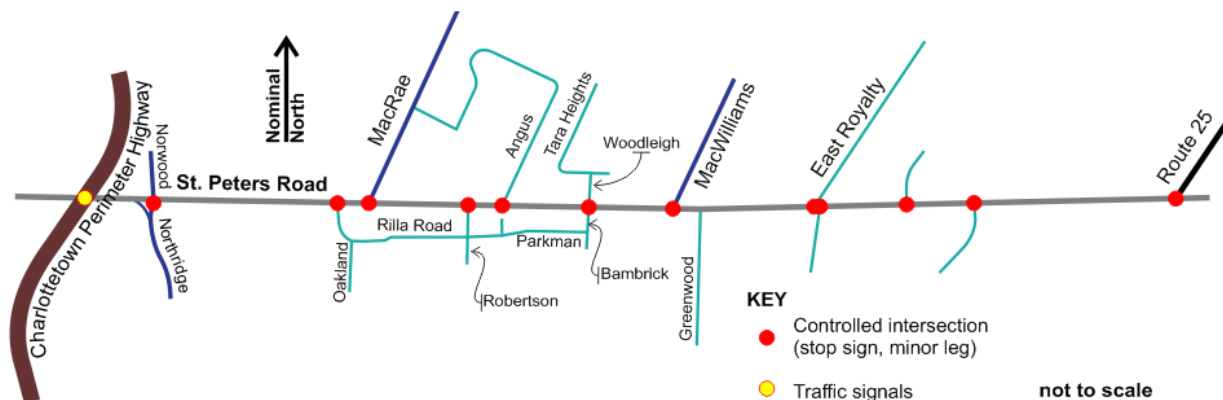 Charlottetown Perimeter Highway
Norwood
Northridge
St. Peters Road
Nominal
North
MacRae
Angus
Tara Heights
Woodleigh
MacWilliams
East Royalty
Route 25
Oakland
Rilla Road
Robertson
Parkman
Bambrick
Greenwood
KEY
Controlled intersection
(stop sign, minor leg)
Traffic signals
not to scale